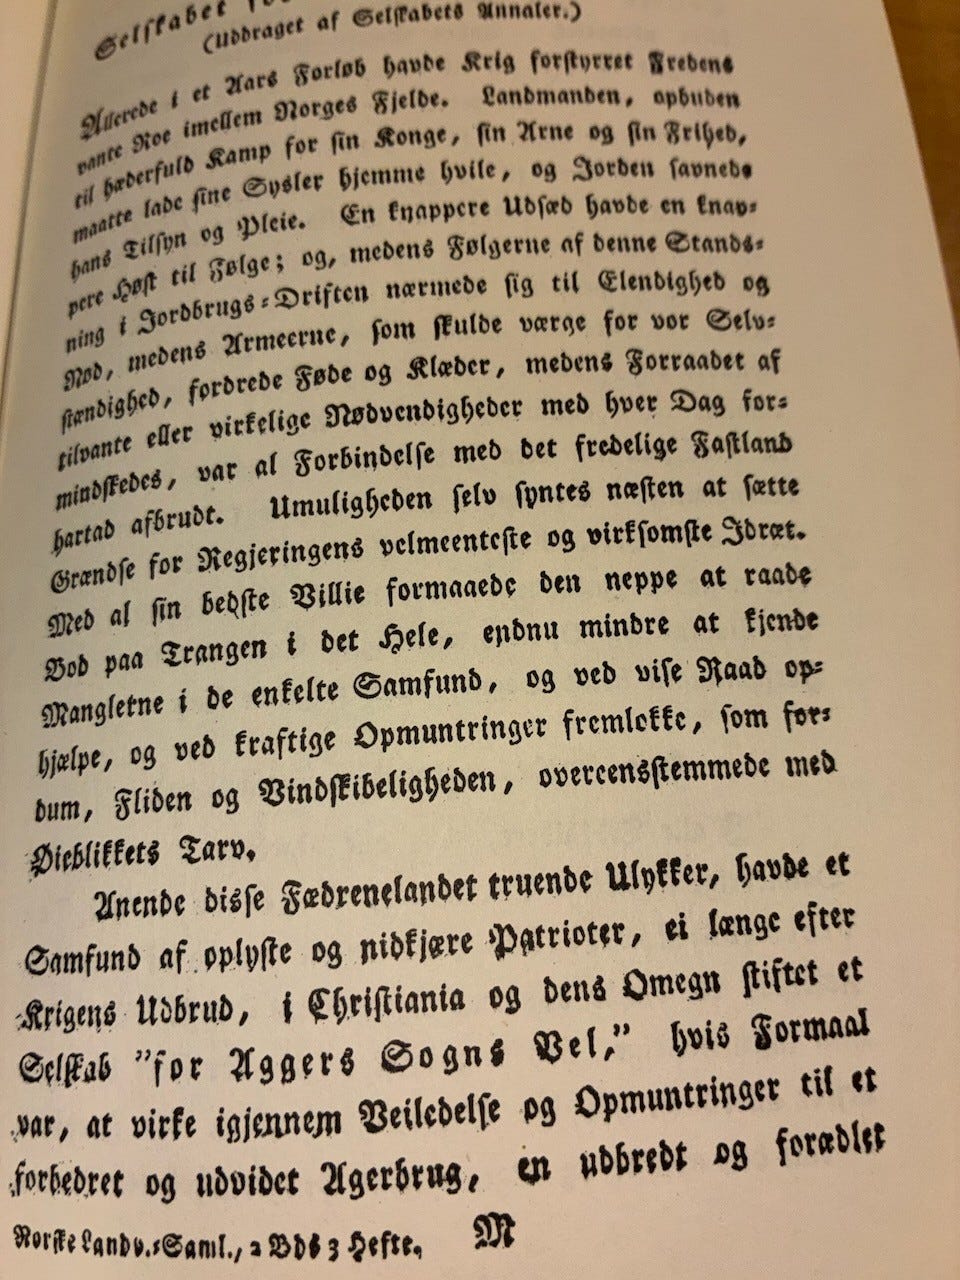 Selskabet for
(Uddraget af Selskabets Annaler.)
Allerede i et Aars Forløb havde Krig forstyrret Fredens
vante Roe imellem Norges Fjelde. Landmanden, opbuden
til hæderfuld Kamp for sin Konge, sin Arne og sin Frihed,
maatte lade sine Sysler hjemme hvile, og Jorden savnede
hans Tilsyn og Pleie. En knappere Udsæd havde en knap-
pere Høst til Følge; og, medens Følgerne af denne Stands-
ning i Jordbrugs-Driften nærmede sig til Elendighed og
Nød, medens Armeerne, som skulde værge for vor Selv-
stændighed, fordrede Føde og Klæder, medens Forraadet af
tilvante eller virkelige Nødvendigheder med hver Dag for-
mindskedes, var al Forbindelse med det fredelige Fastland
hartad afbrudt. Umuligheden selv syntes næsten at sætte
Grændse for Regjeringens velmeenteste og virksomste Idræt.
Med al sin bedste Villie formaaede den neppe at raade
Bod paa Trangen i det Hele, endnu mindre at kjende
Manglerne i de enkelte Samfund, og ved vise Raad op-
hjælpe, og ved kraftige Opmuntringer fremlokke, som for-
dum, Fliden og Vindskibeligheden, overeensstemmede med
Øieblikkets Tarv.
Anende disse Fædrenelandet truende Ulykker, havde et
Samfund af oplyste og nidkjære Patrioter, ei længe efter
Krigens Udbrud, i Christiania og dens Omegn stiftet et
Selskab "for Aggers Sogns Vel," hvis Formaal
var, at virke igjennem Veiledelse og Opmuntringer til et
forbedret og udvidet Agerbrug, en udbredt og forædlet
Norske Landv.-Saml., 2 Bds 3 Hefte. M